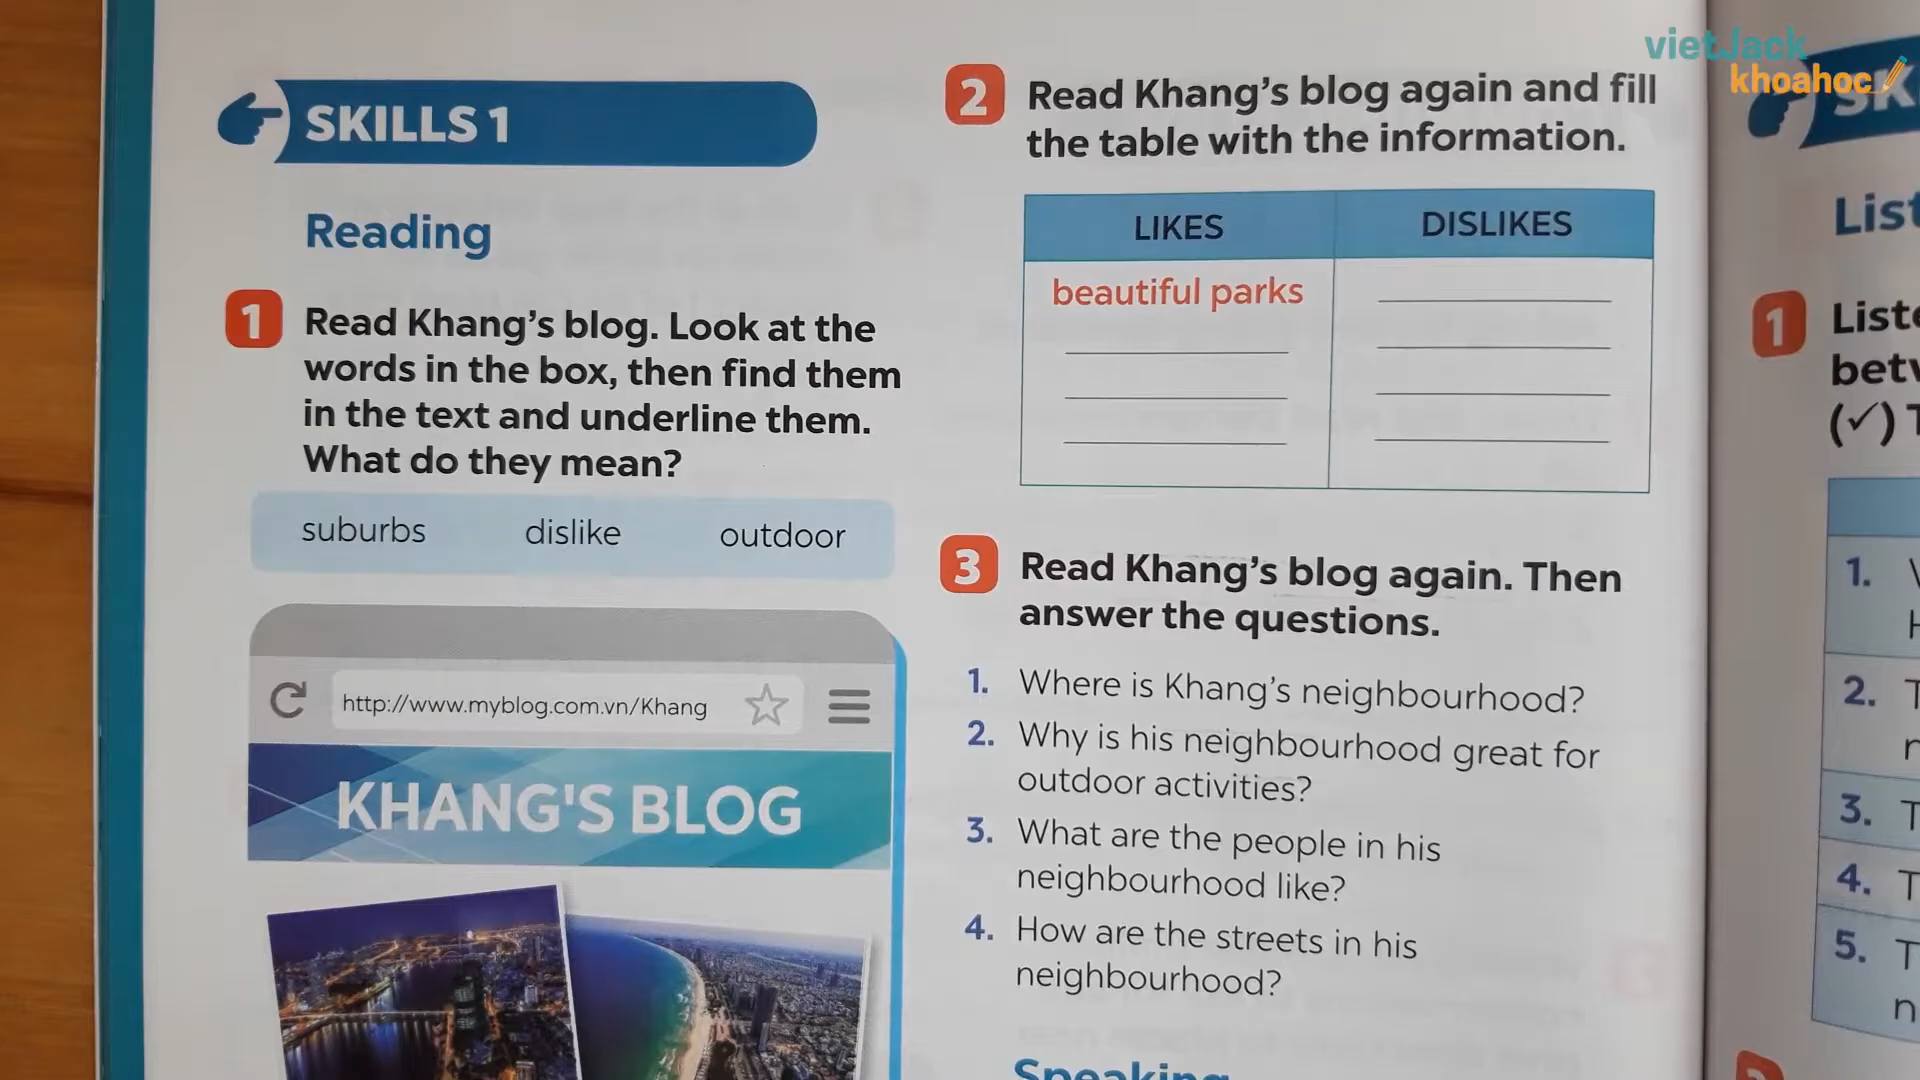 vietJack
khoahoc
SKILLS 1
Reading
1 Read Khang's blog. Look at the
words in the box, then find them
in the text and underline them.
What do they mean?
suburbs dislike outdoor
http://www.myblog.com.vn/Khang
KHANG'S BLOG
2 Read Khang's blog again and fill
the table with the information.
LIKES DISLIKES
beautiful parks
3 Read Khang's blog again. Then
answer the questions.
1. Where is Khang's neighbourhood?
2. Why is his neighbourhood great for
outdoor activities?
3. What are the people in his
neighbourhood like?
4. How are the streets in his
neighbourhood?
Speaking
1
1.
2.
3.
4.
5.